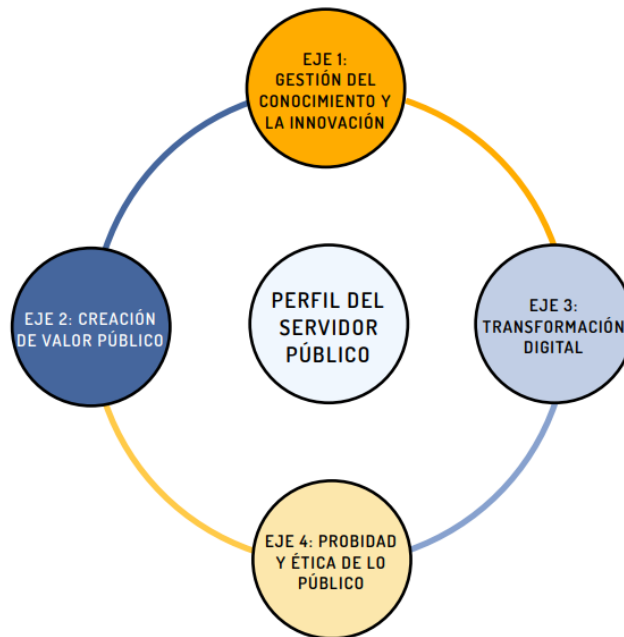 EJE 1:
GESTIÓN DEL
CONOCIMIENTO Y
LA INNOVACIÓN
EJE 2: CREACIÓN
DE VALOR PÚBLICO
PERFIL DEL
SERVIDOR
PÚBLICO
EJE 3:
TRANSFORMACIÓN
DIGITAL
EJE 4: PROBIDAD
Y ÉTICA DE LO
PÚBLICO